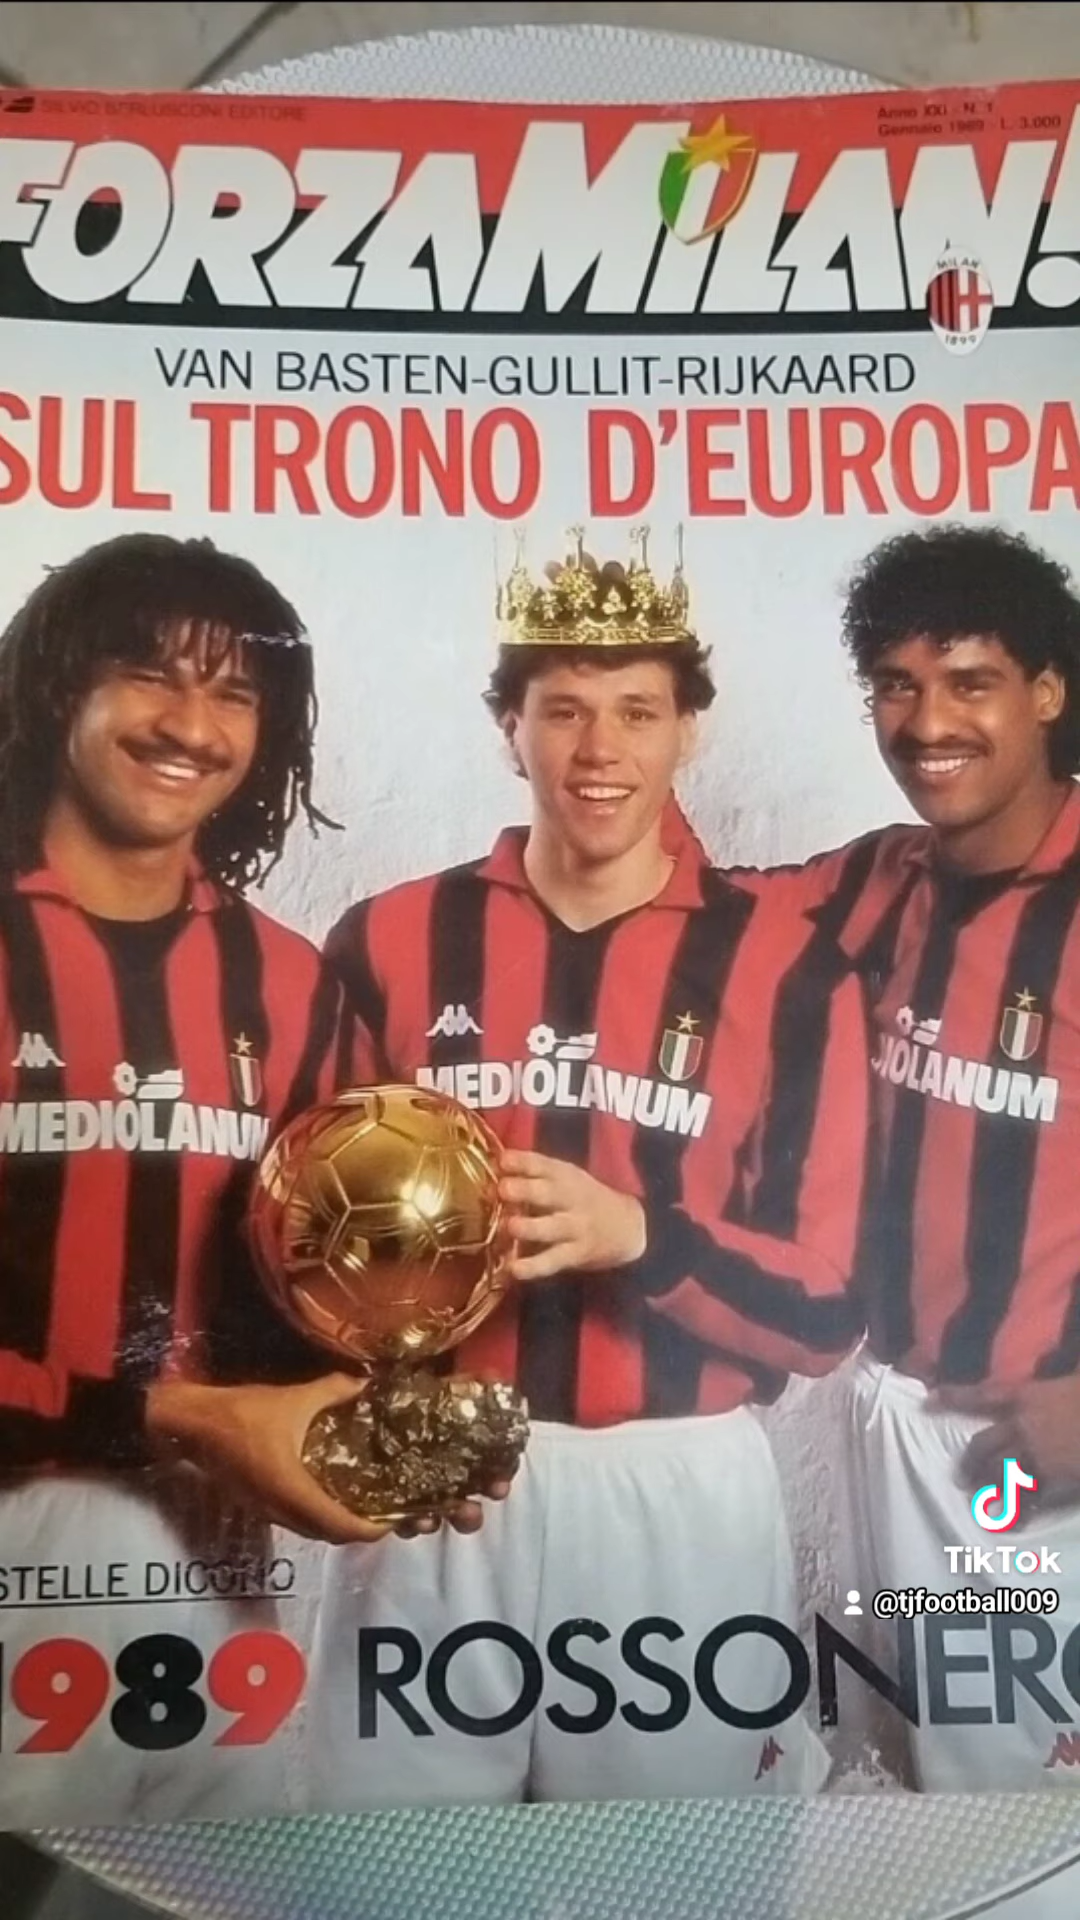 SILVIO BERLUSCONI EDITORE
Anno XXI - N. 1
Gennaio 1989 - L. 3.000
FORZA MILAN!
MILAN
1899
VAN BASTEN-GULLIT-RIJKAARD
SUL TRONO D'EUROPA
MEDIOLANUM
MEDIOLANUM
DIOLANUM
STELLE DICONO
1989 ROSSONERO
TikTok
@tjfootball009